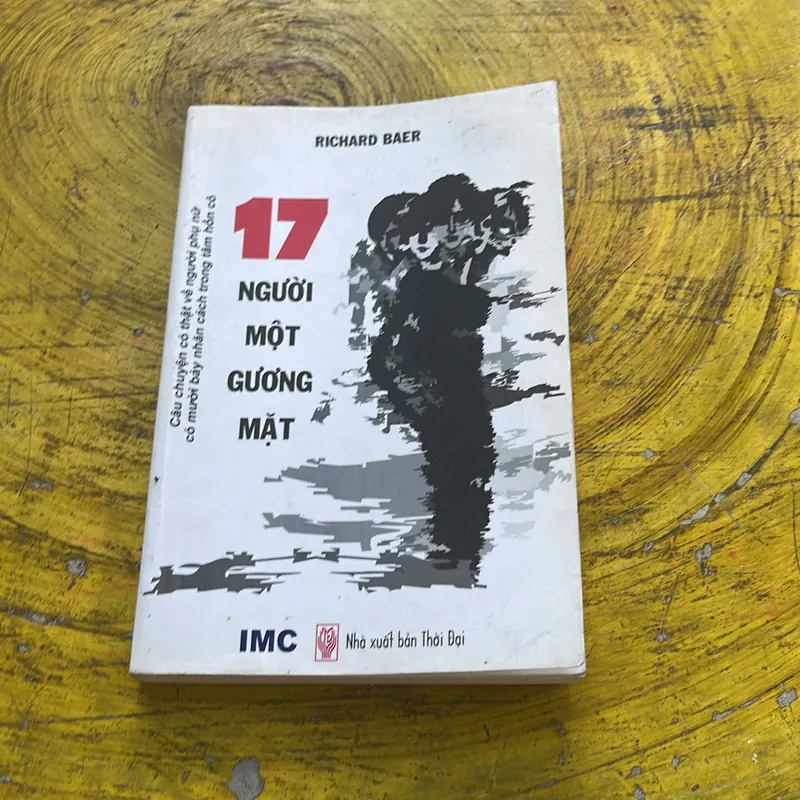 RICHARD BAER
17
NGƯỜI
MỘT
GƯƠNG
MẶT
Câu chuyện có thật về người phụ nữ
có mười bảy nhân cách trong tâm hồn cô
IMC
Nhà xuất bản Thời Đại